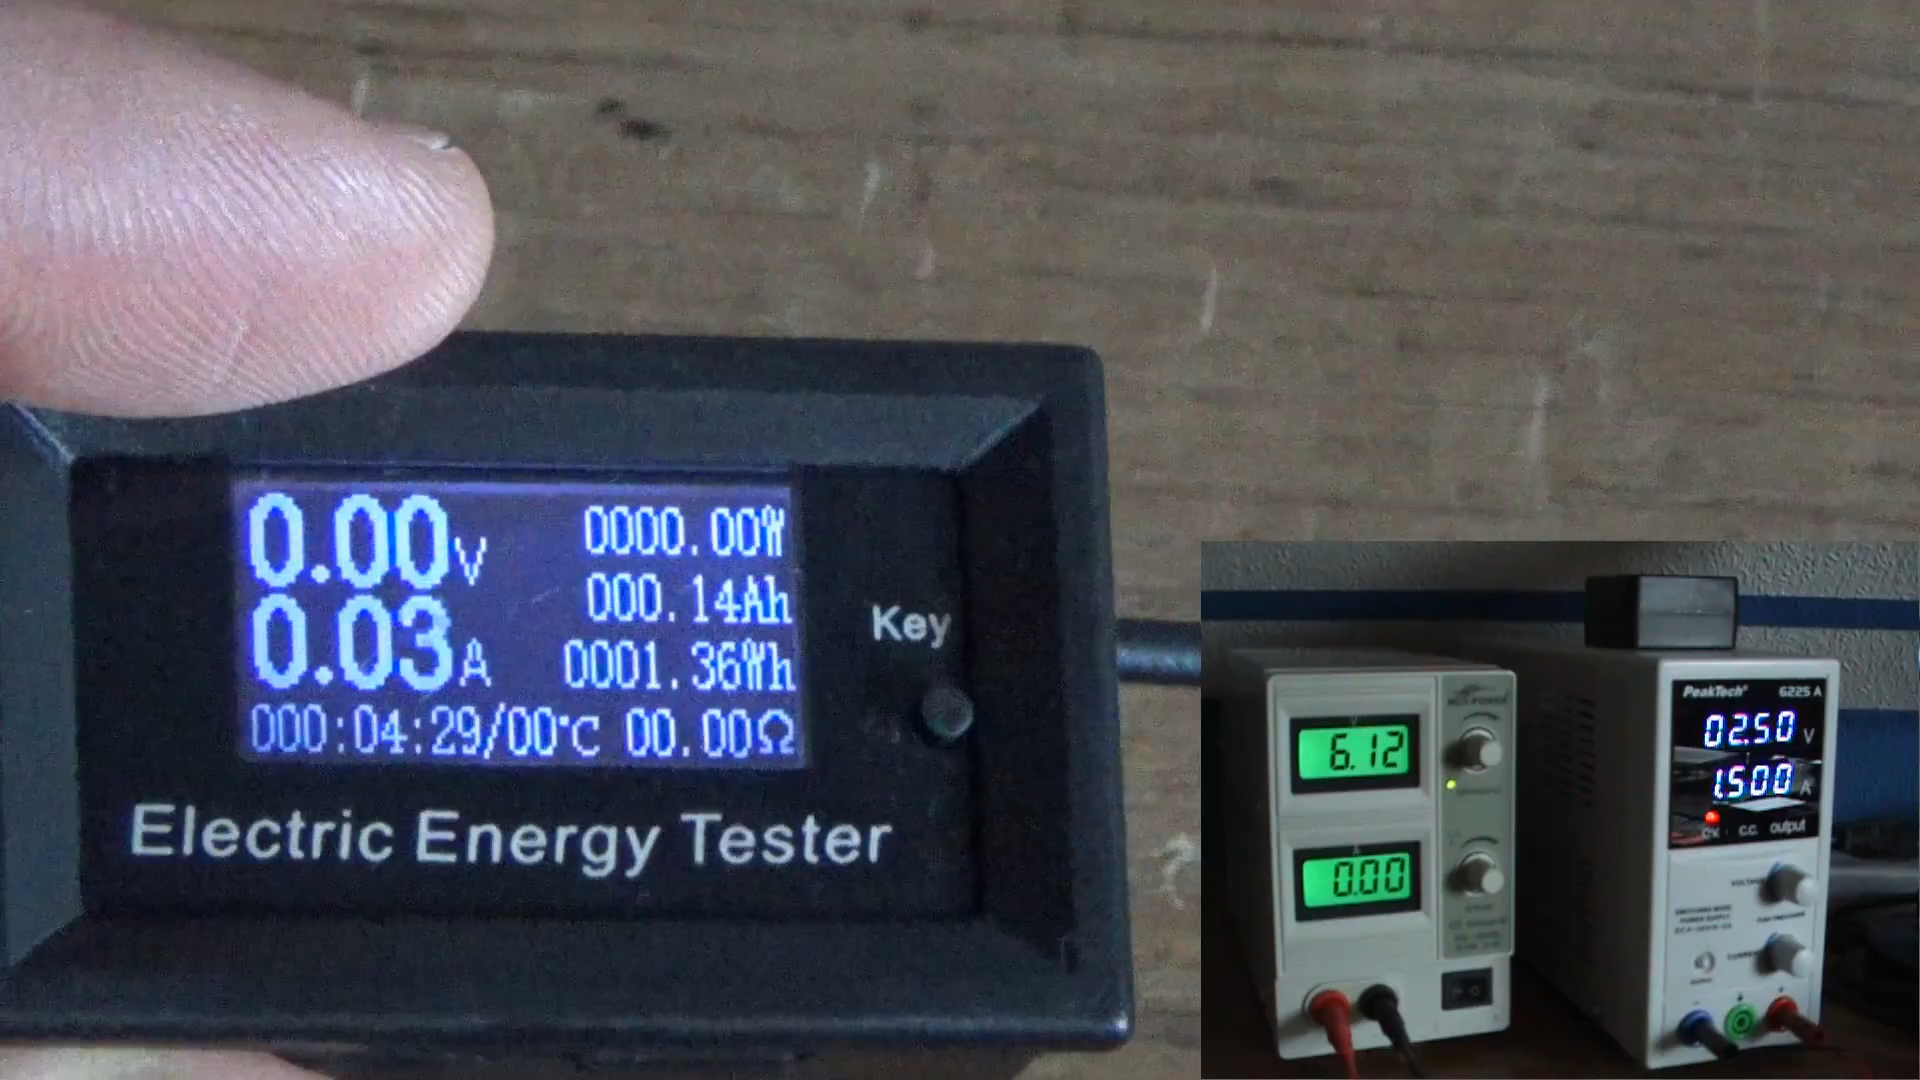 0.00V
0000.00W
000.14Ah
0.03A
0001.36Wh
000:04:29/00°C 00.00Ω
Key
Electric Energy Tester
6.12
0.00
PeakTech® 6225 A
02.50 V
1.500 A
c.v. c.c. output